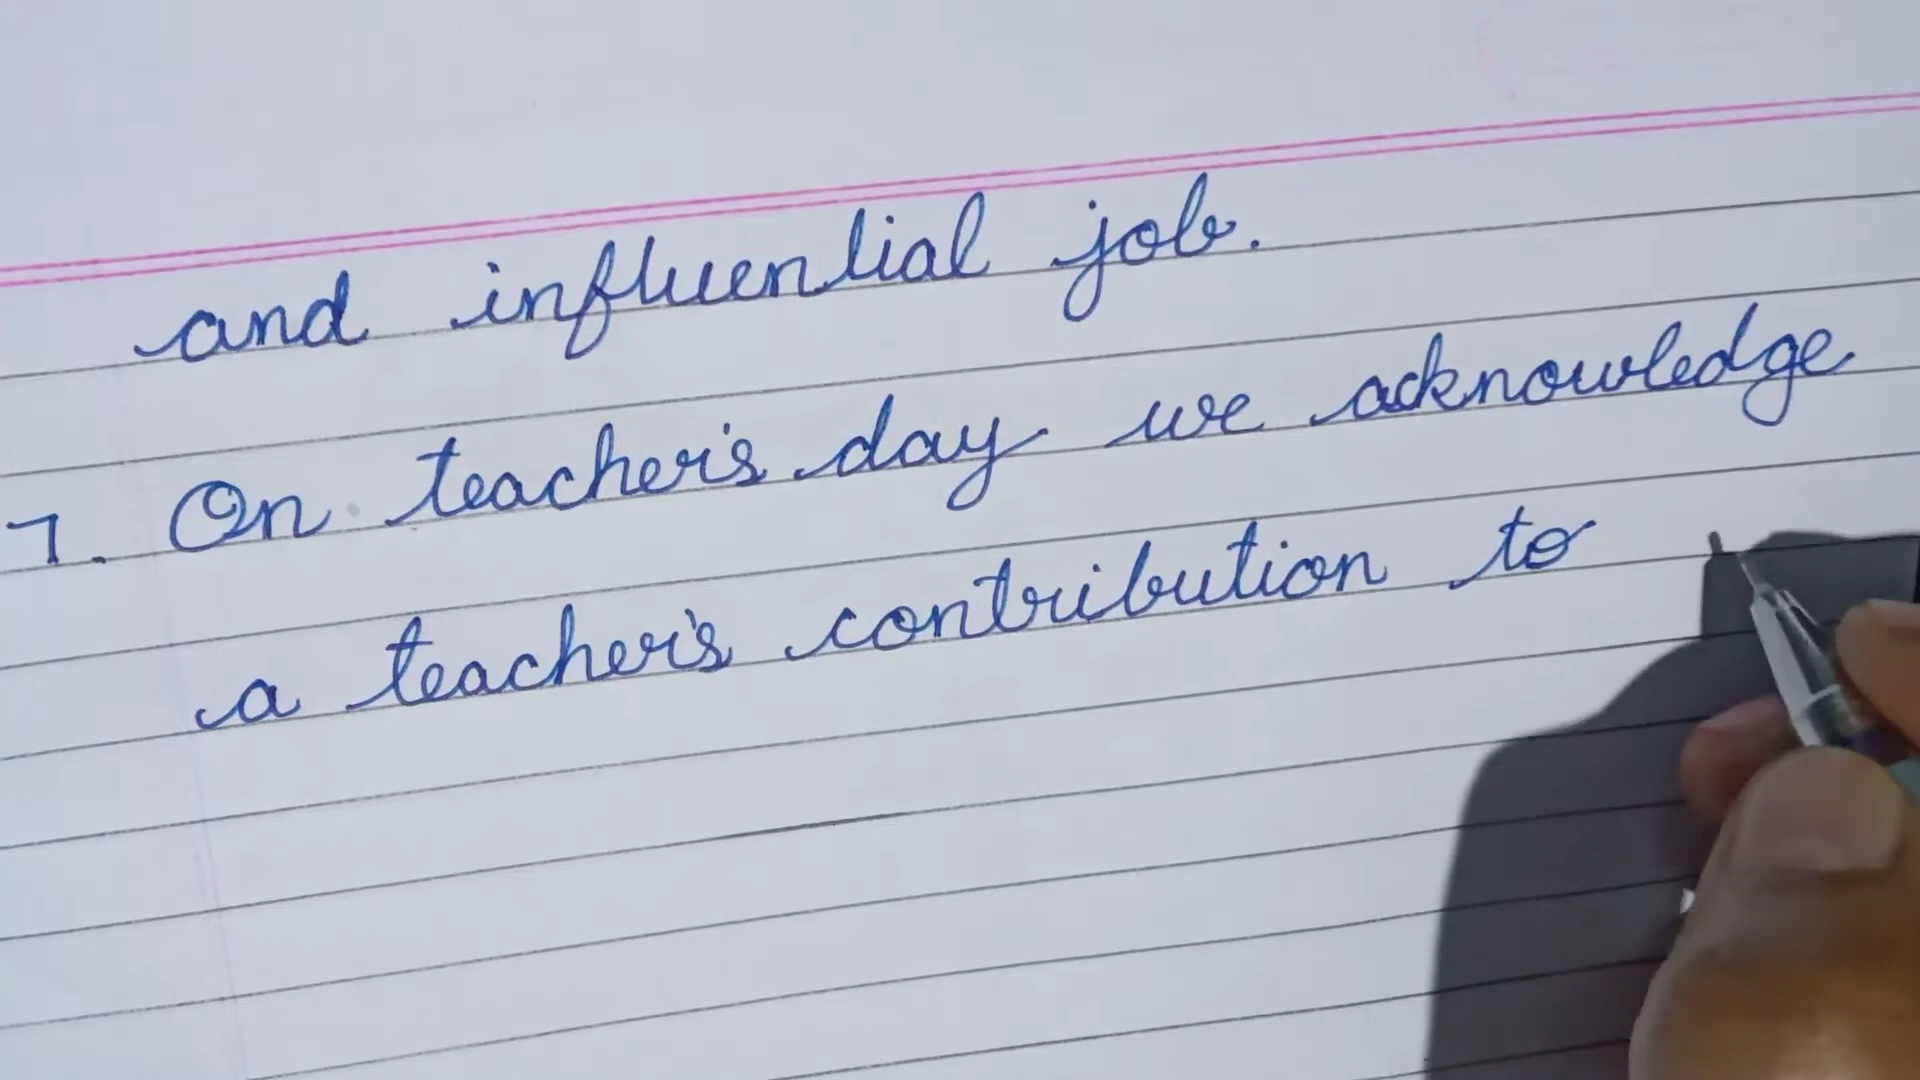 and influential job.
7. On teacher's day we acknowledge
a teacher's contribution to